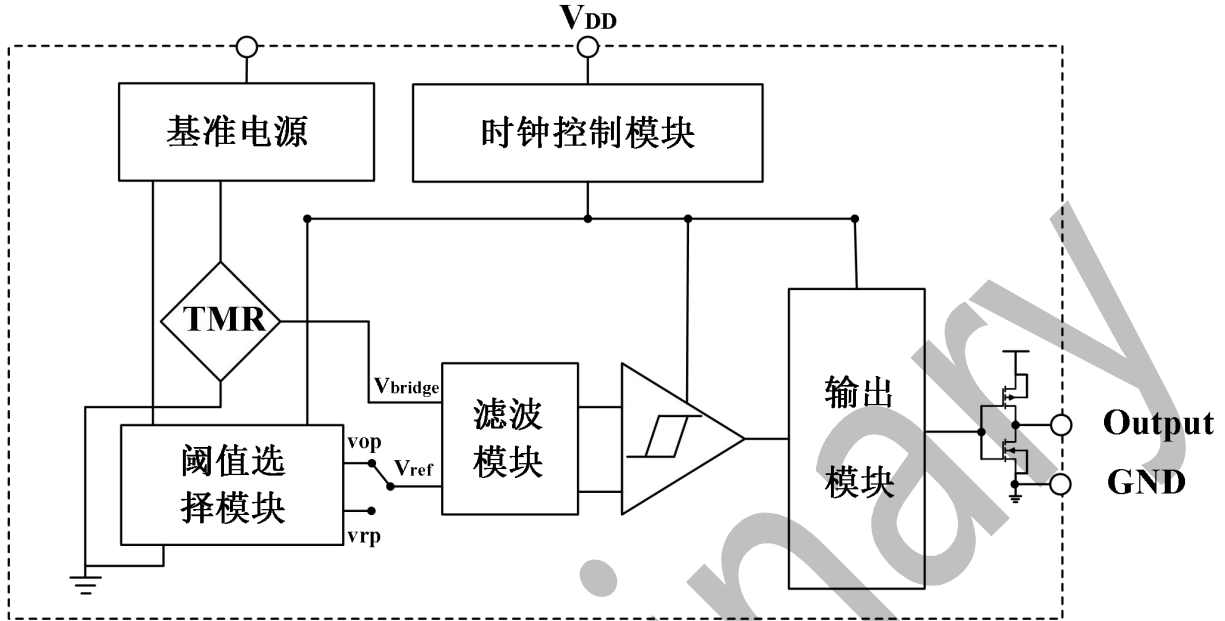 VDD
基准电源
时钟控制模块
TMR
Vbridge
阈值选
择模块
vop
Vref
vrp
滤波
模块
输出
模块
Output
GND
inary